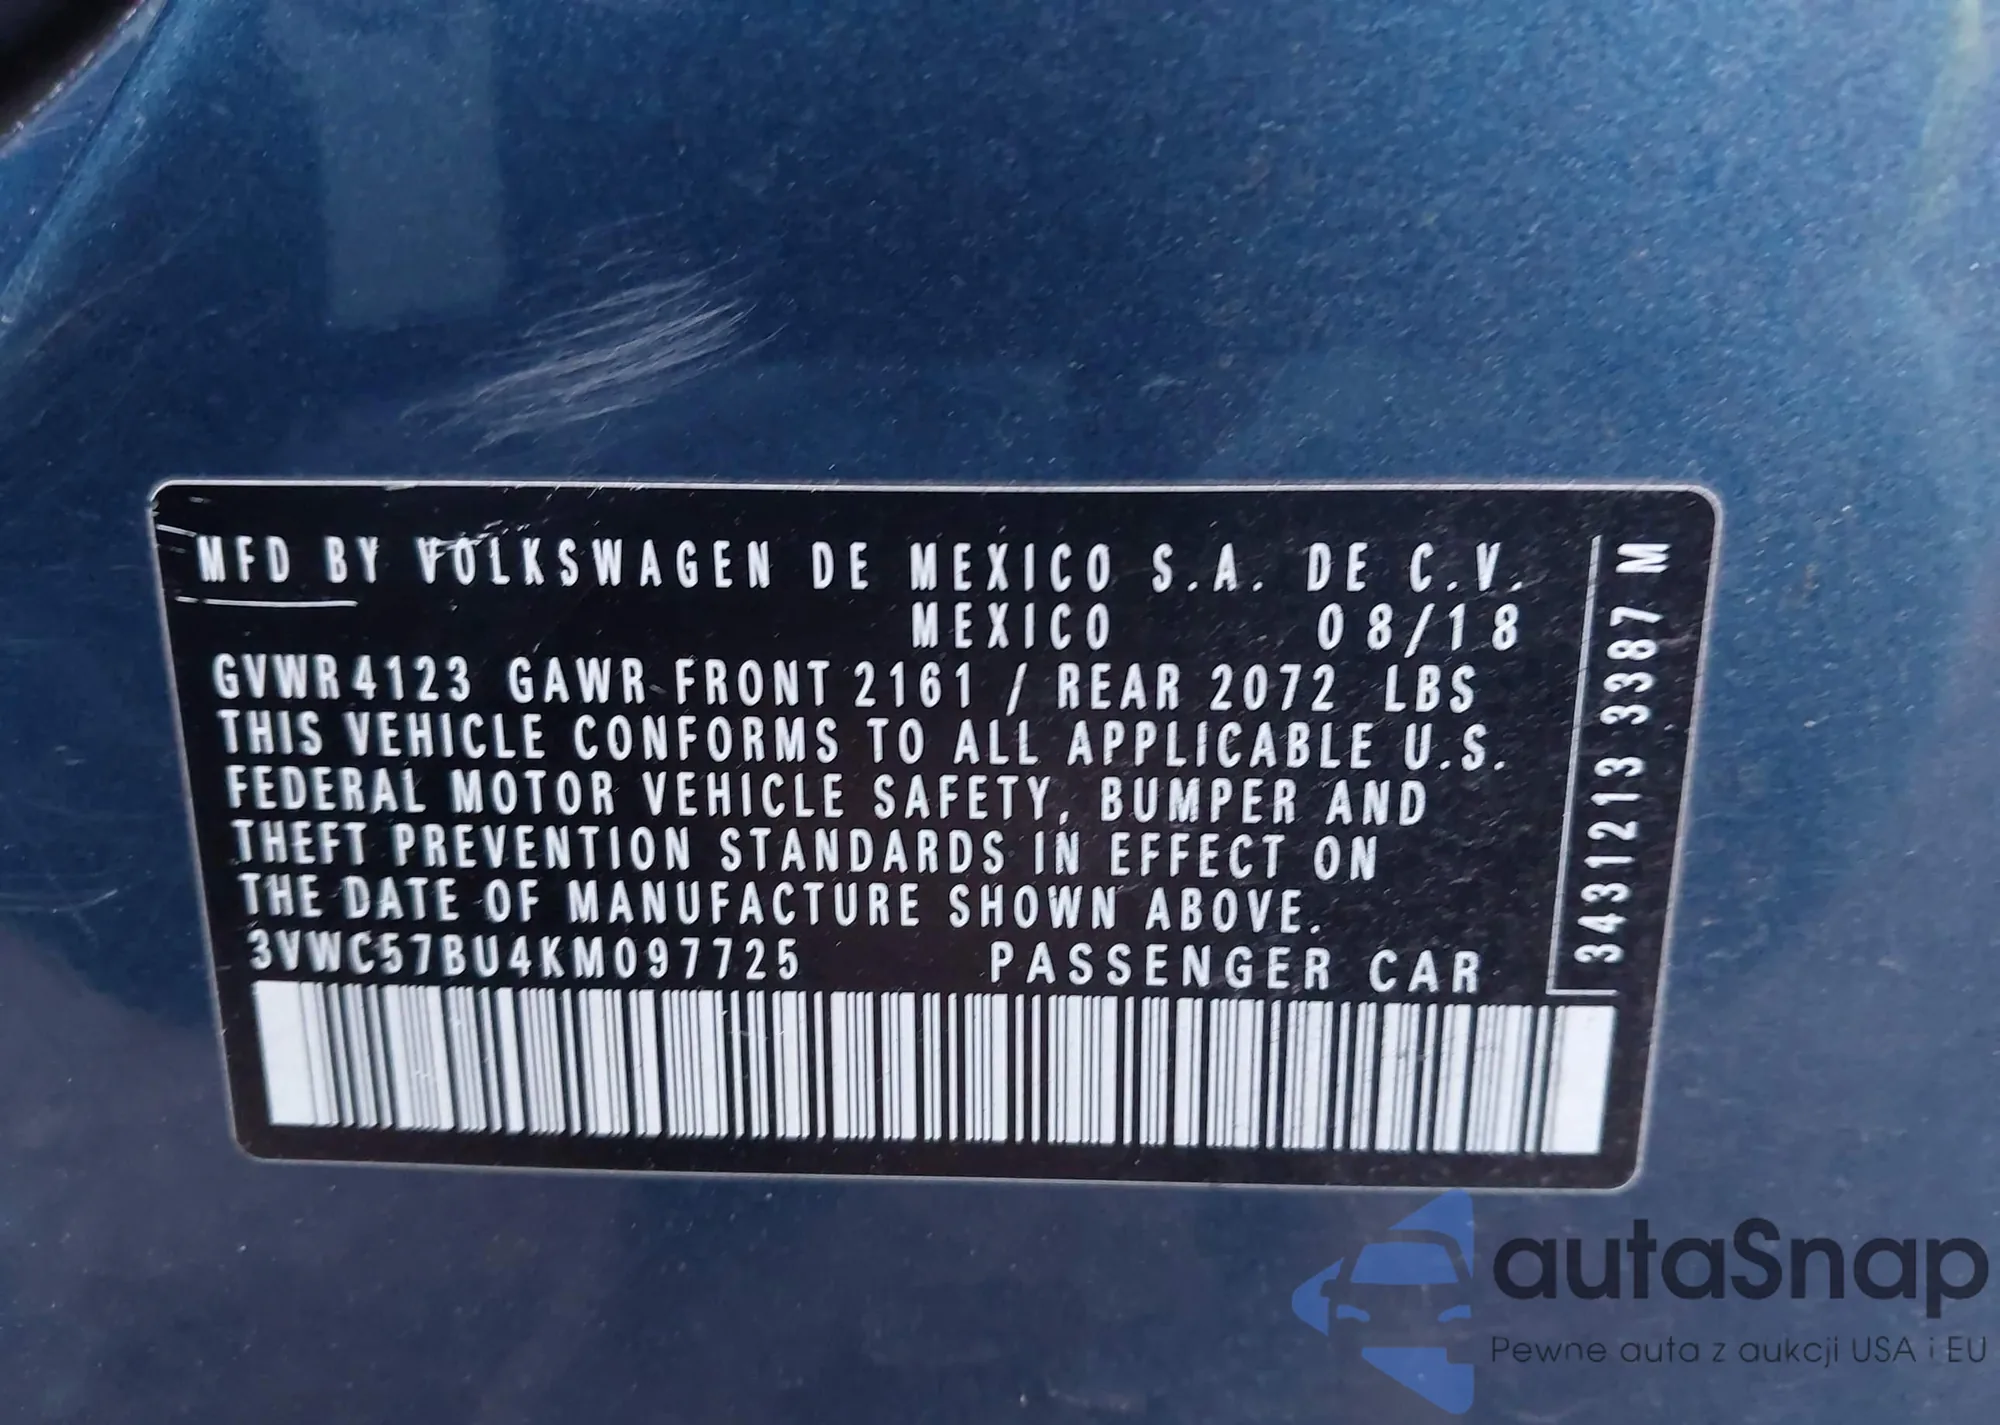 MFD BY VOLKSWAGEN DE MEXICO S.A. DE C.V.
MEXICO 08/18
GVWR 4123 GAWR FRONT 2161 / REAR 2072 LBS
THIS VEHICLE CONFORMS TO ALL APPLICABLE U.S.
FEDERAL MOTOR VEHICLE SAFETY, BUMPER AND
THEFT PREVENTION STANDARDS IN EFFECT ON
THE DATE OF MANUFACTURE SHOWN ABOVE.
3VWC57BU4KM097725 PASSENGER CAR
3431213 3387 M
autaSnap
Pewne auta z aukcji USA i EU